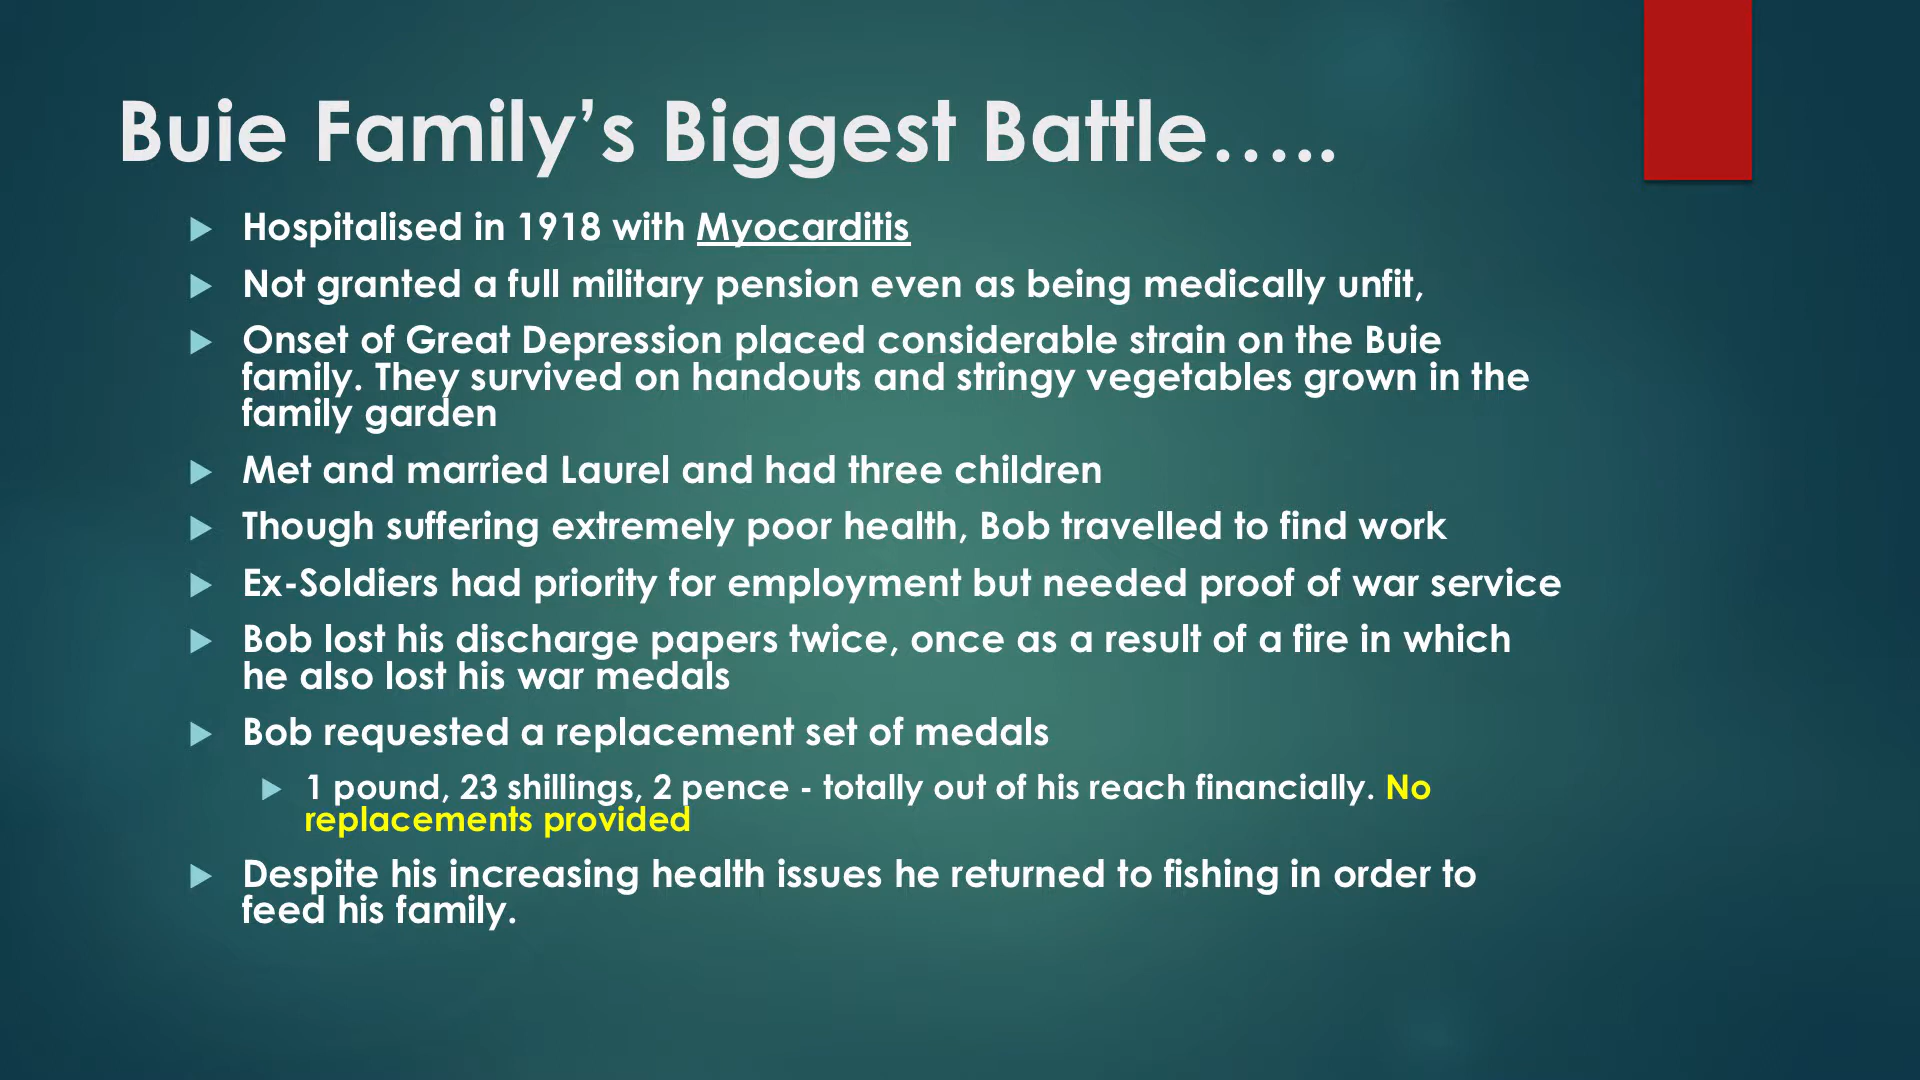 Buie Family’s Biggest Battle…..
Hospitalised in 1918 with Myocarditis
Not granted a full military pension even as being medically unfit,
Onset of Great Depression placed considerable strain on the Buie
family. They survived on handouts and stringy vegetables grown in the
family garden
Met and married Laurel and had three children
Though suffering extremely poor health, Bob travelled to find work
Ex-Soldiers had priority for employment but needed proof of war service
Bob lost his discharge papers twice, once as a result of a fire in which
he also lost his war medals
Bob requested a replacement set of medals
1 pound, 23 shillings, 2 pence - totally out of his reach financially. No
replacements provided
Despite his increasing health issues he returned to fishing in order to
feed his family.